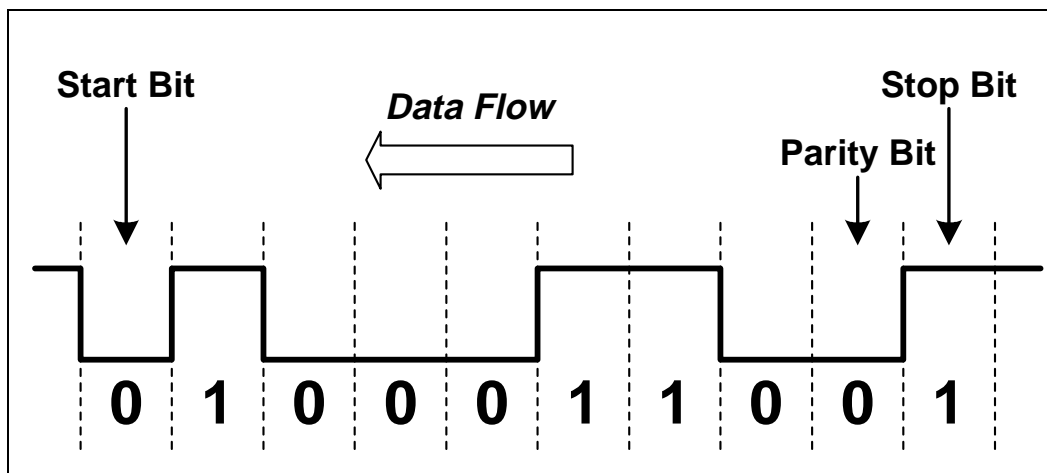 Start Bit
Stop Bit
Data Flow
Parity Bit
0 1 0 0 0 1 1 0 0 1